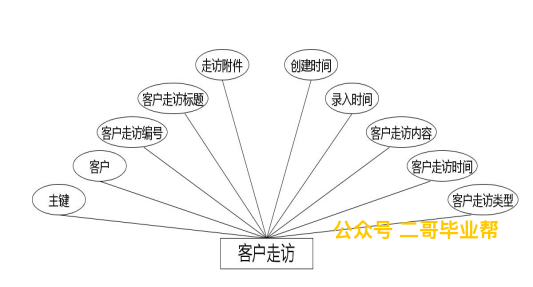 走访附件
创建时间
客户走访标题
录入时间
客户走访编号
客户走访内容
客户
客户走访时间
主键
客户走访类型
公众号 二哥毕业帮
客户走访